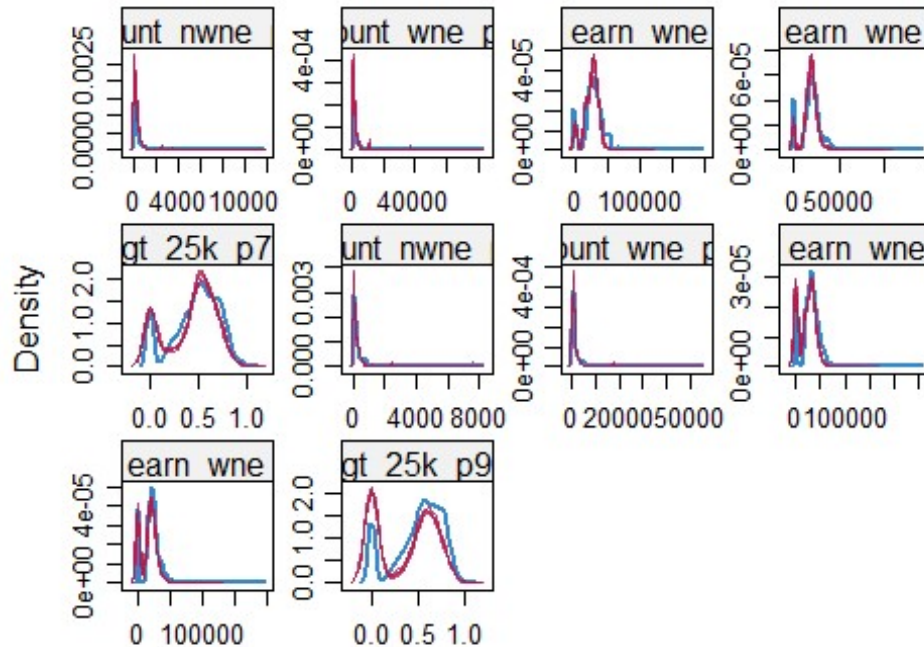 unt nwne
ount wne p
earn wne
earn wne
0.0000 0.0025
0e+00 4e-04
0e+00 4e-05
0e+00 6e-05
0 4000 10000
0 40000
0 100000
0 50000
gt 25k p7
unt nwne
ount wne p
earn wne
Density
0.0 1.0 2.0
0.000 0.003
0e+00 4e-04
0e+00 3e-05
0.0 0.5 1.0
0 4000 8000
0 20000 50000
0 100000
earn wne
gt 25k p9
0e+00 4e-05
0.0 1.0 2.0
0 100000
0.0 0.5 1.0